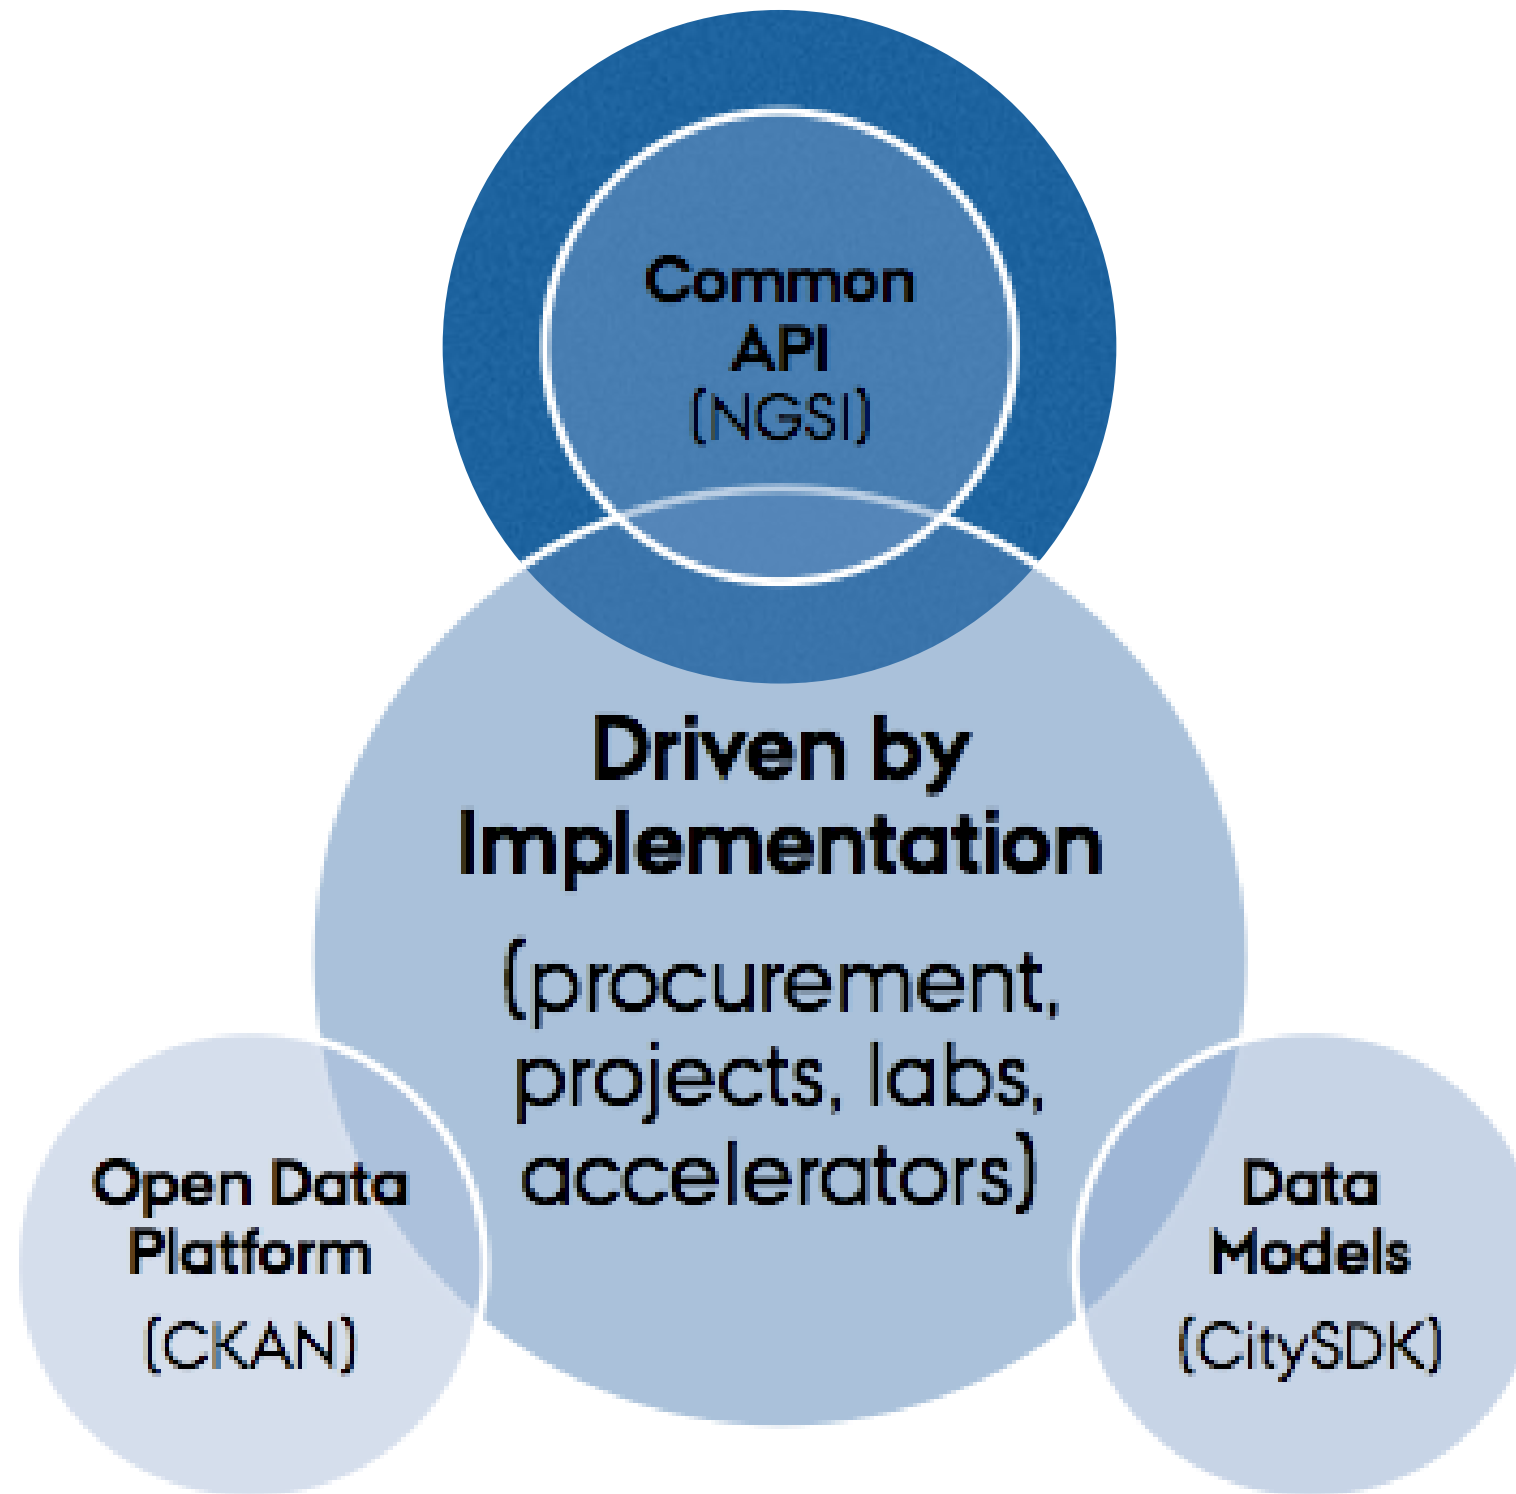 Common
API
(NGSI)
Driven by
Implementation
(procurement,
projects, labs,
accelerators)
Open Data
Platform
(CKAN)
Data
Models
(CitySDK)